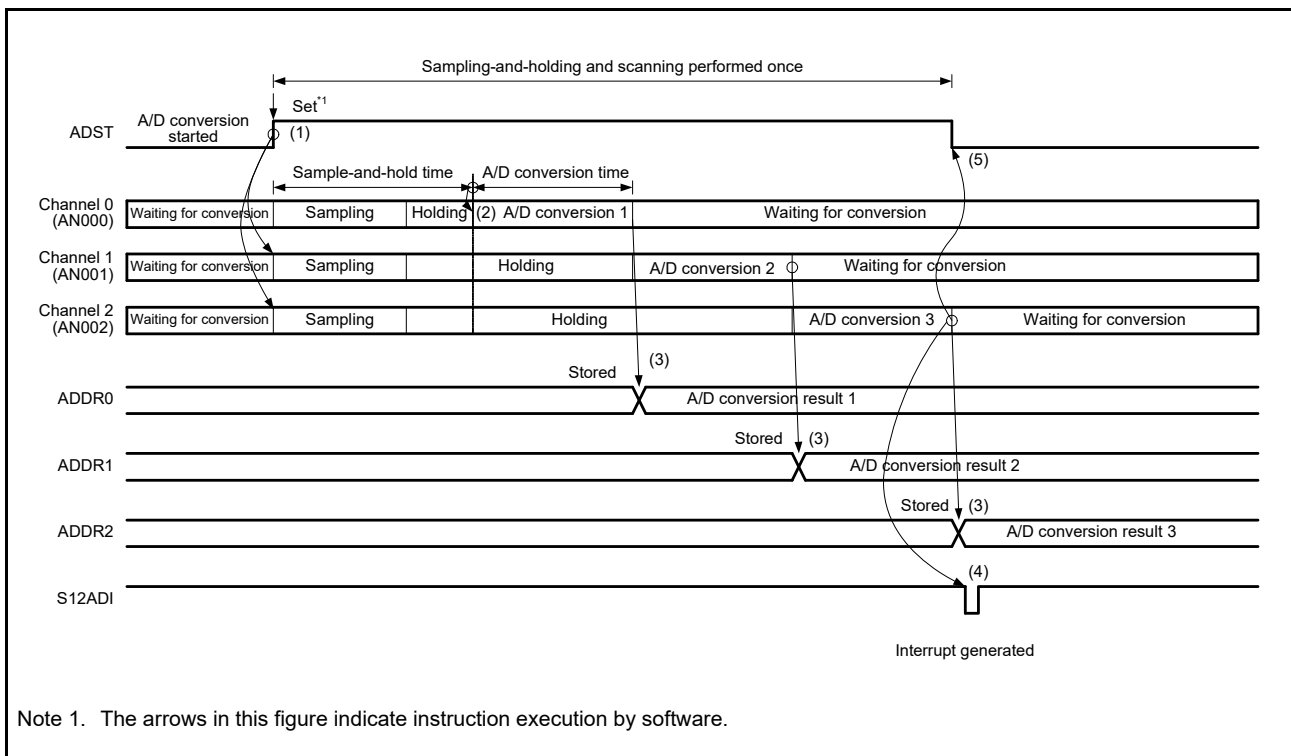 Sampling-and-holding and scanning performed once
Set*1
ADST
A/D conversion
started
(1)
(5)
Sample-and-hold time
A/D conversion time
Channel 0
(AN000)
Waiting for conversion
Sampling
Holding
(2)
A/D conversion 1
Waiting for conversion
Channel 1
(AN001)
Waiting for conversion
Sampling
Holding
A/D conversion 2
Waiting for conversion
Channel 2
(AN002)
Waiting for conversion
Sampling
Holding
A/D conversion 3
Waiting for conversion
Stored
(3)
ADDR0
A/D conversion result 1
Stored
(3)
ADDR1
A/D conversion result 2
Stored
(3)
ADDR2
A/D conversion result 3
(4)
S12ADI
Interrupt generated
Note 1. The arrows in this figure indicate instruction execution by software.